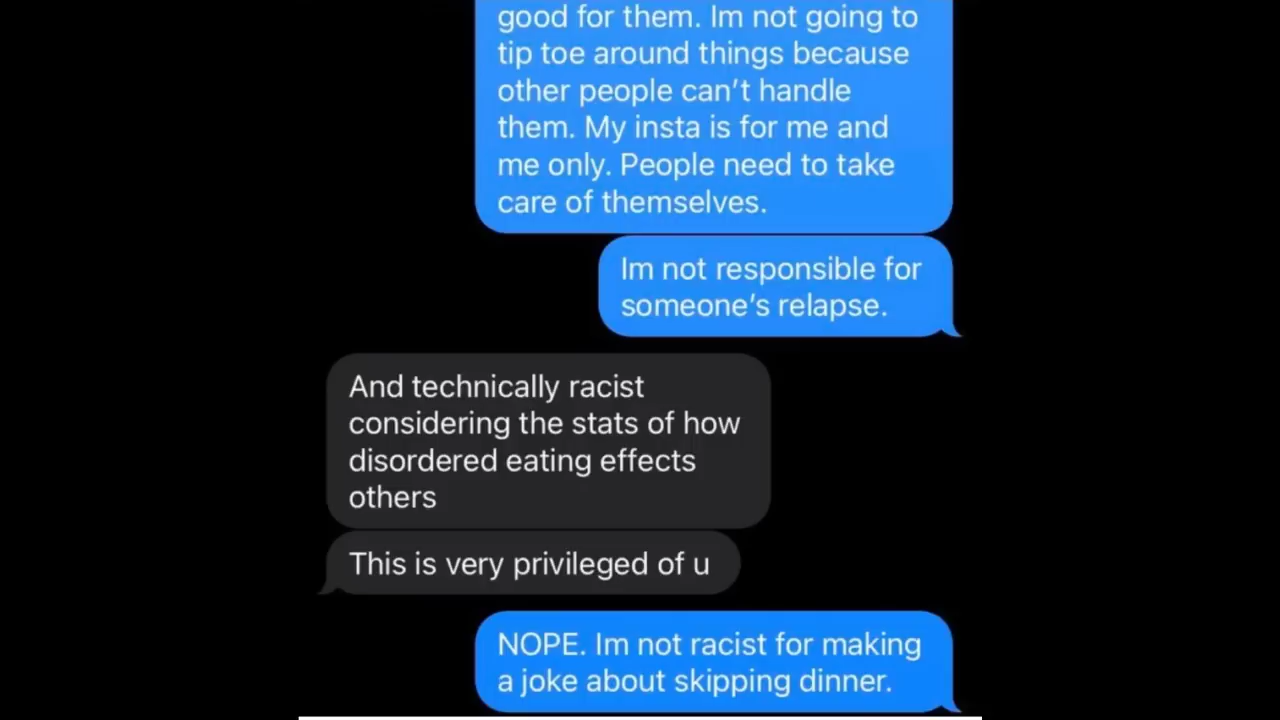 good for them. Im not going to
tip toe around things because
other people can’t handle
them. My insta is for me and
me only. People need to take
care of themselves.
Im not responsible for
someone’s relapse.
And technically racist
considering the stats of how
disordered eating effects
others
This is very privileged of u
NOPE. Im not racist for making
a joke about skipping dinner.